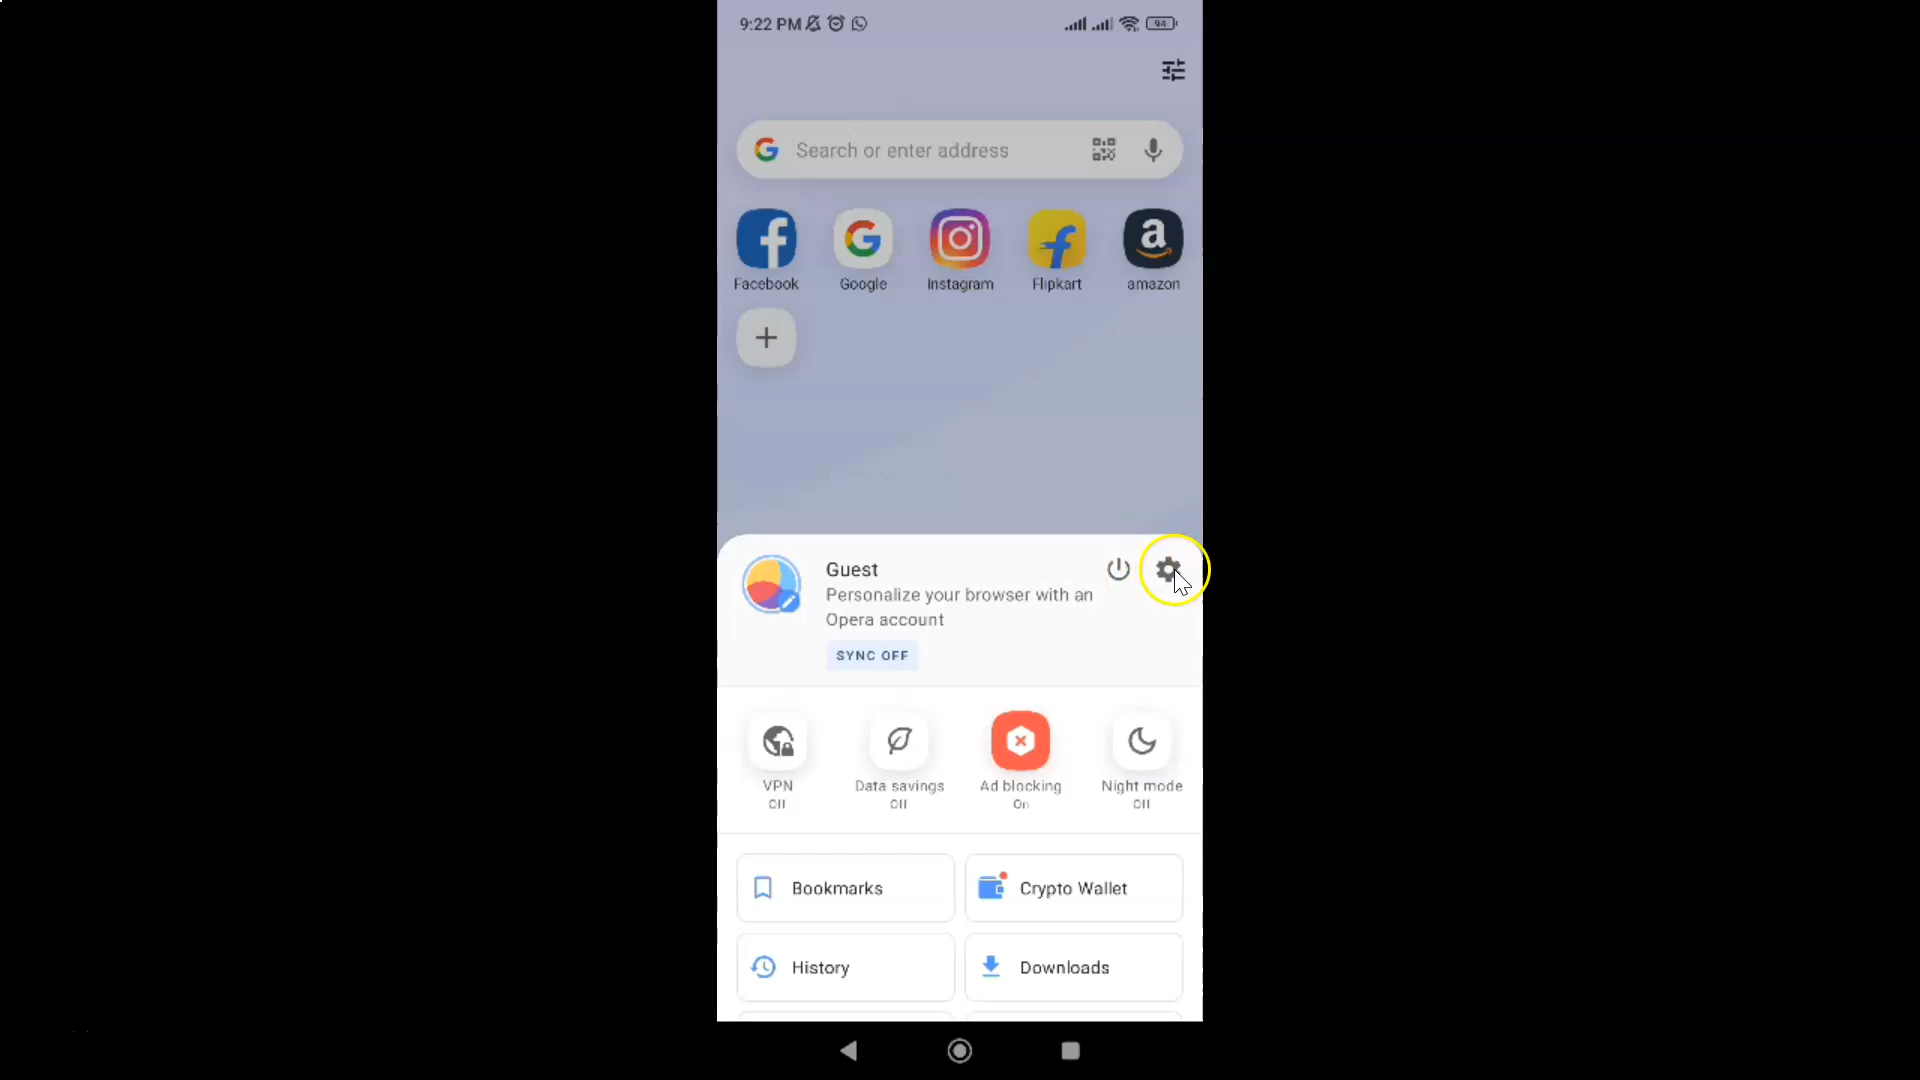 9:22 PM
94
Search or enter address
Facebook Google Instagram Flipkart amazon
Guest
Personalize your browser with an
Opera account
SYNC OFF
VPN Data savings Ad blocking Night mode
Off Off On Off
Bookmarks Crypto Wallet
History Downloads